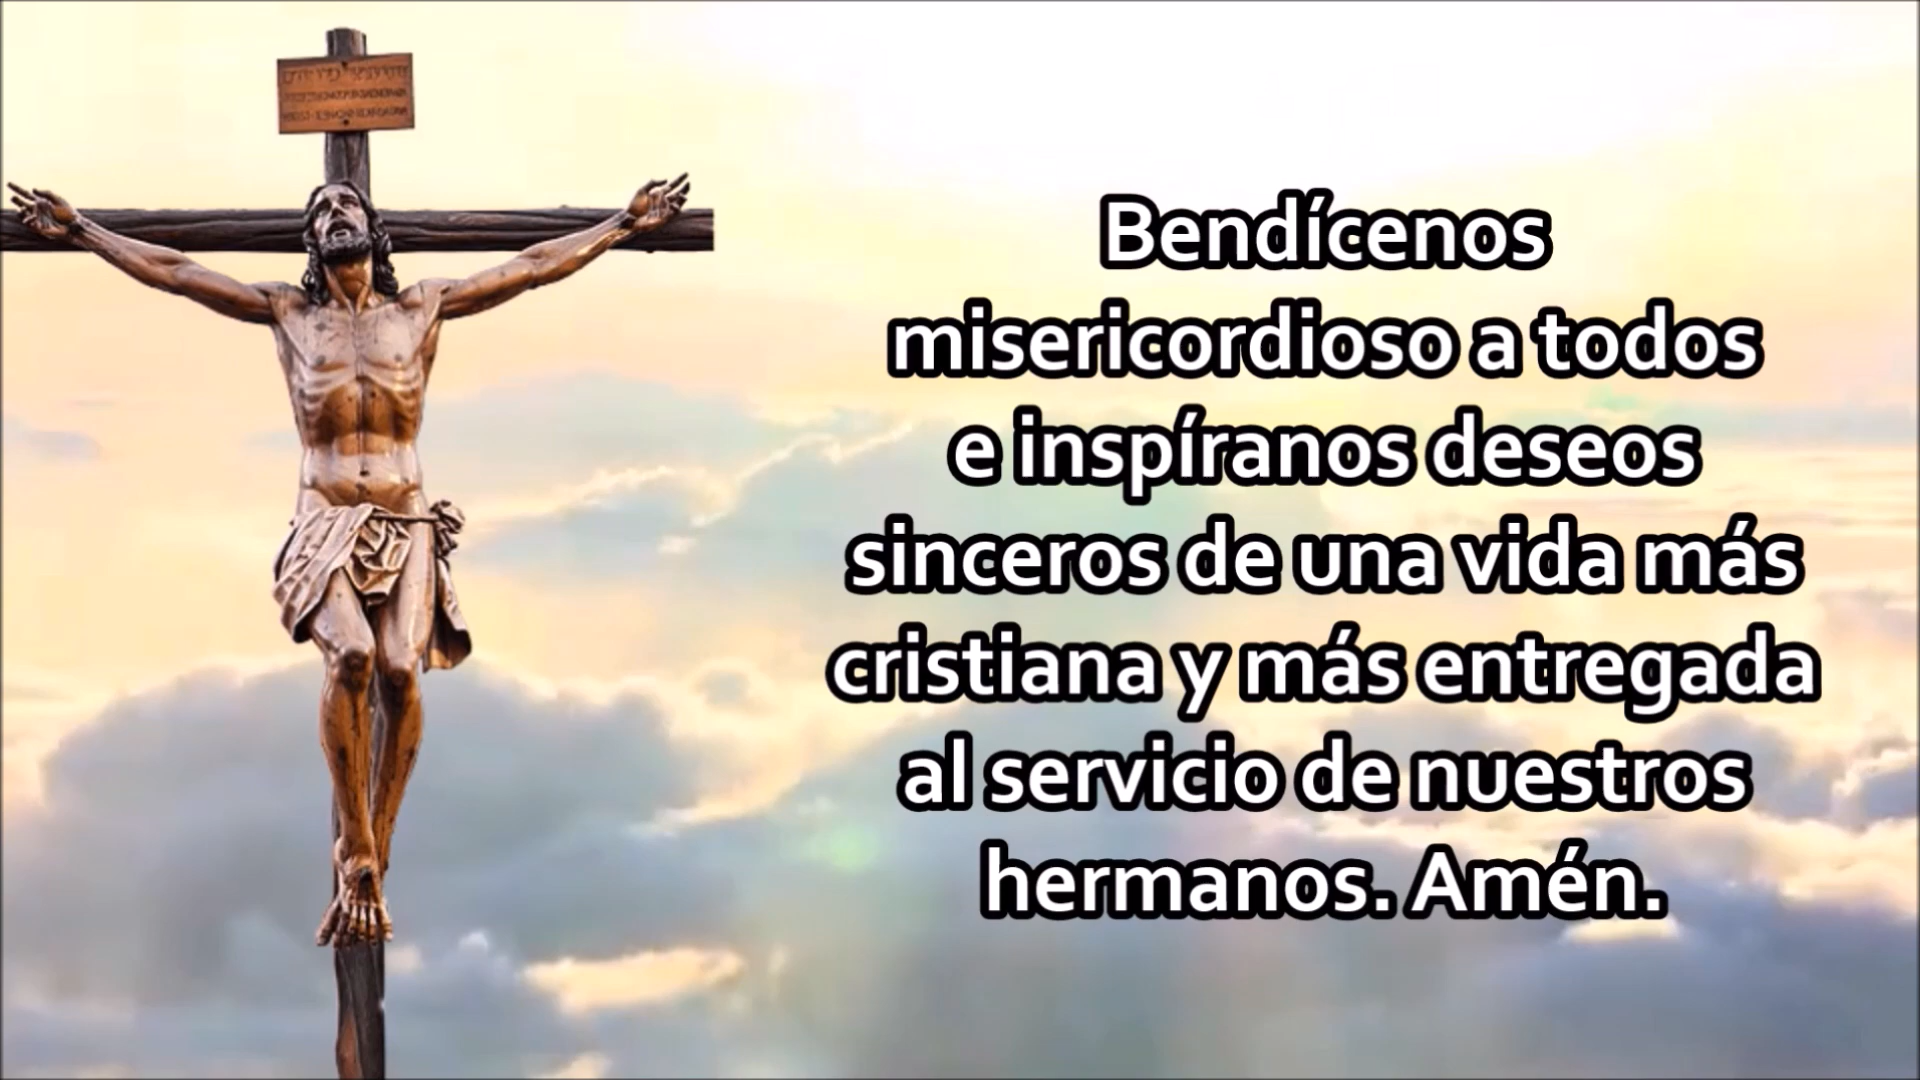 Bendícenos
misericordioso a todos
e inspíranos deseos
sinceros de una vida más
cristiana y más entregada
al servicio de nuestros
hermanos. Amén.